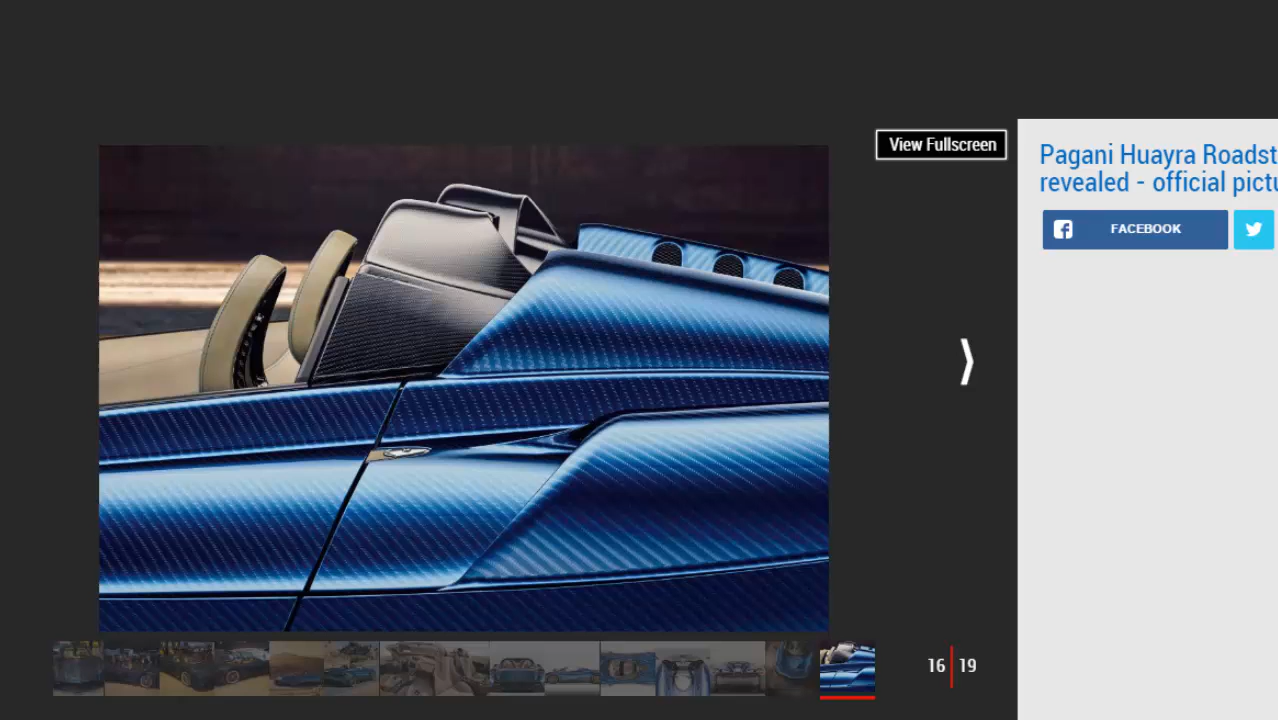 View Fullscreen
Pagani Huayra Roadst
revealed - official pictu
FACEBOOK
16 19